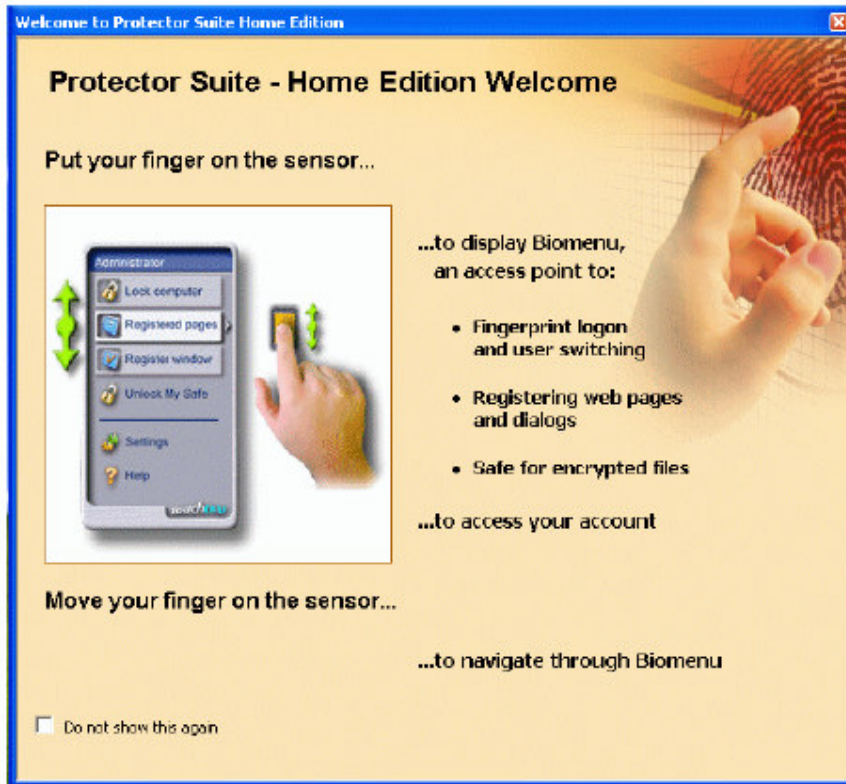 Welcome to Protector Suite Home Edition
Protector Suite - Home Edition Welcome
Put your finger on the sensor...
Administrator
Lock computer
Registered pages
Register window
Unlock My Safe
Settings
Help
...to display Biomenu,
an access point to:
• Fingerprint logon
and user switching
• Registering web pages
and dialogs
• Safe for encrypted files
...to access your account
Move your finger on the sensor...
...to navigate through Biomenu
Do not show this again